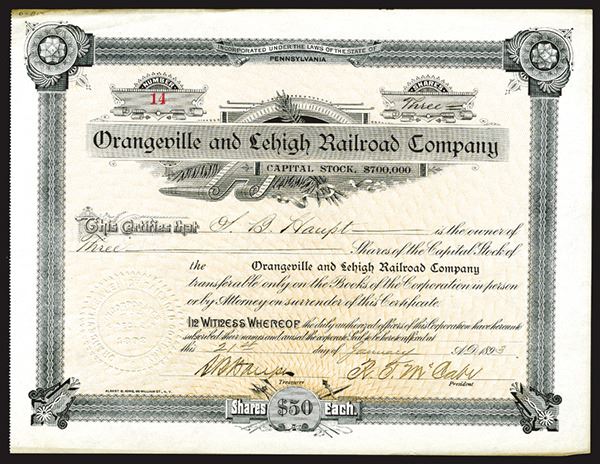 INCORPORATED UNDER THE LAWS OF THE STATE OF
PENNSYLVANIA
NUMBER
14
SHARES
Three
Orangeville and Lehigh Railroad Company
CAPITAL STOCK, $700,000
This Certifies that S. B. Haupt is the owner of
Three Shares of the Capital Stock of
the Orangeville and Lehigh Railroad Company
transferable only on the Books of the Corporation in person
or by Attorney on surrender of this Certificate.
In Witness Whereof the duly authorized officers of this Corporation have hereunto
subscribed their names and caused the corporate Seal to be hereto affixed at
this 21st day of January A.D. 1893
Treasurer
R. F. McCabe
President
Shares $50 Each.